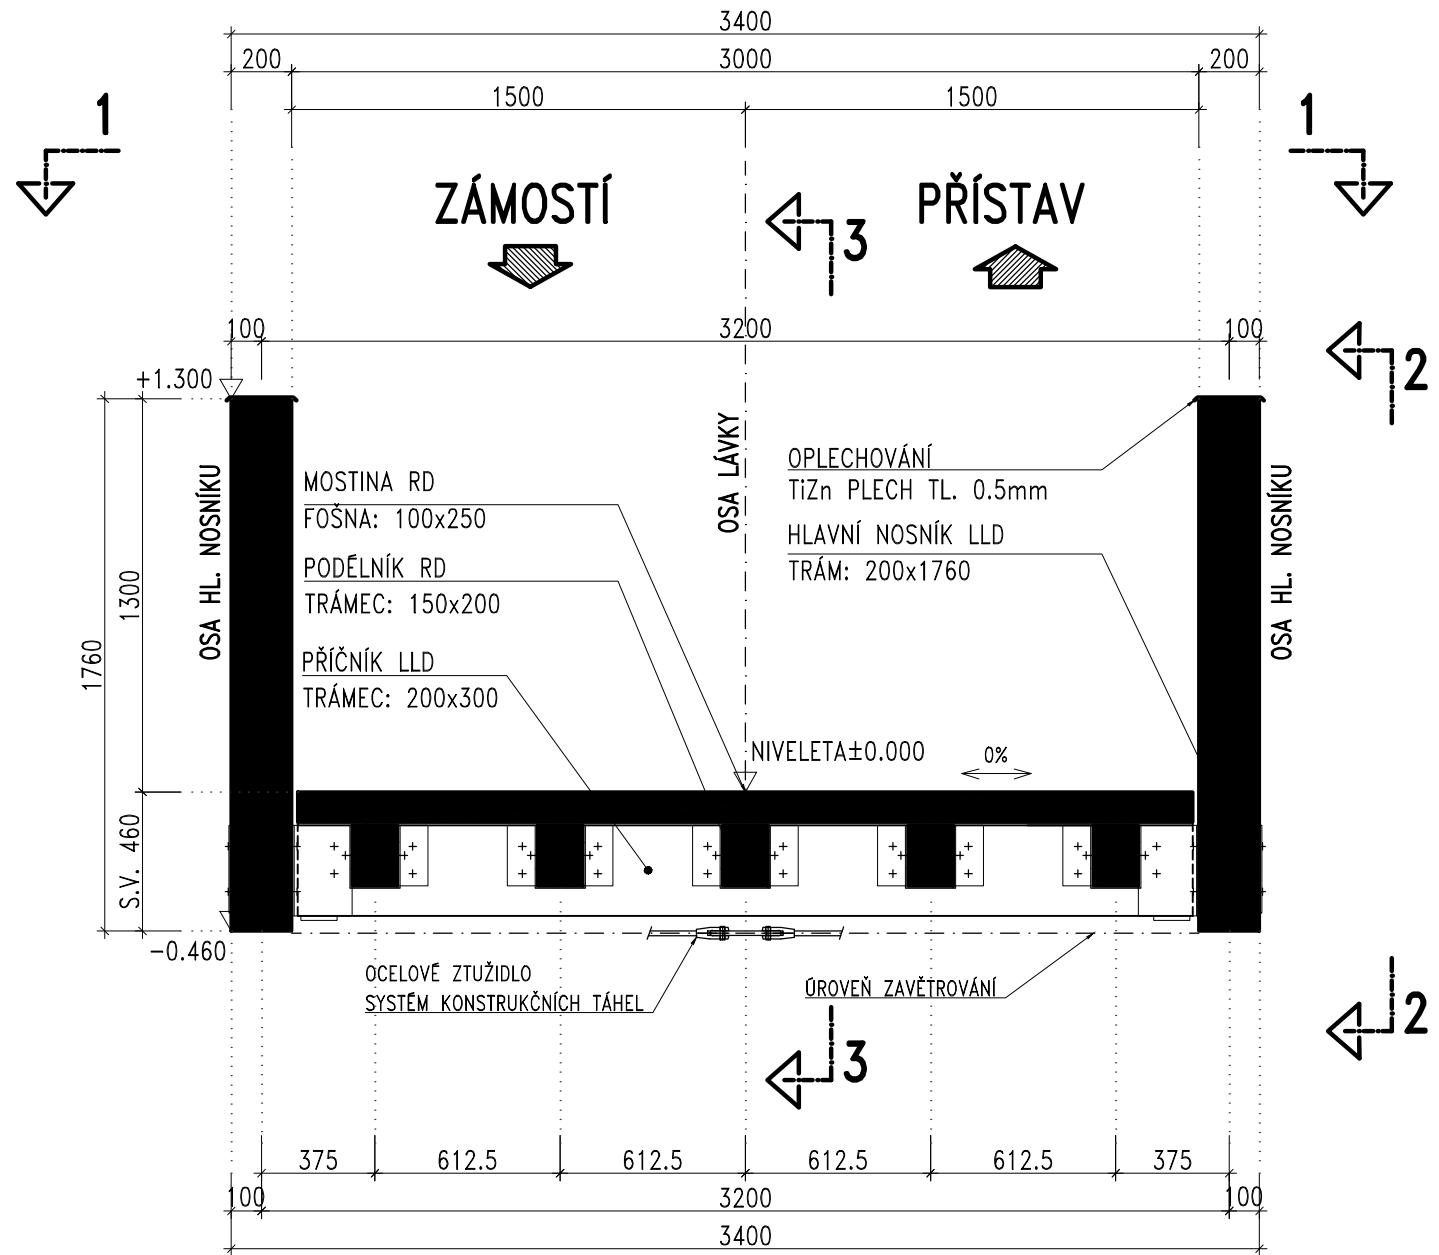 3400
200
3000
200
1500
1500
1
1
ZÁMOSTÍ
PŘÍSTAV
3
100
3200
100
2
+1.300
OSA LÁVKY
OPLECHOVÁNÍ
TiZn PLECH TL. 0.5mm
MOSTINA RD
FOŠNA: 100x250
HLAVNÍ NOSNÍK LLD
TRÁM: 200x1760
PODÉLNÍK RD
TRÁMEC: 150x200
OSA HL. NOSNÍKU
OSA HL. NOSNÍKU
1300
1760
PŘÍČNÍK LLD
TRÁMEC: 200x300
NIVELETA±0.000
0%
S.V. 460
-0.460
OCELOVÉ ZTUŽIDLO
SYSTÉM KONSTRUKČNÍCH TÁHEL
ÚROVEŇ ZAVĚTROVÁNÍ
2
3
375
612.5
612.5
612.5
612.5
375
100
3200
100
3400